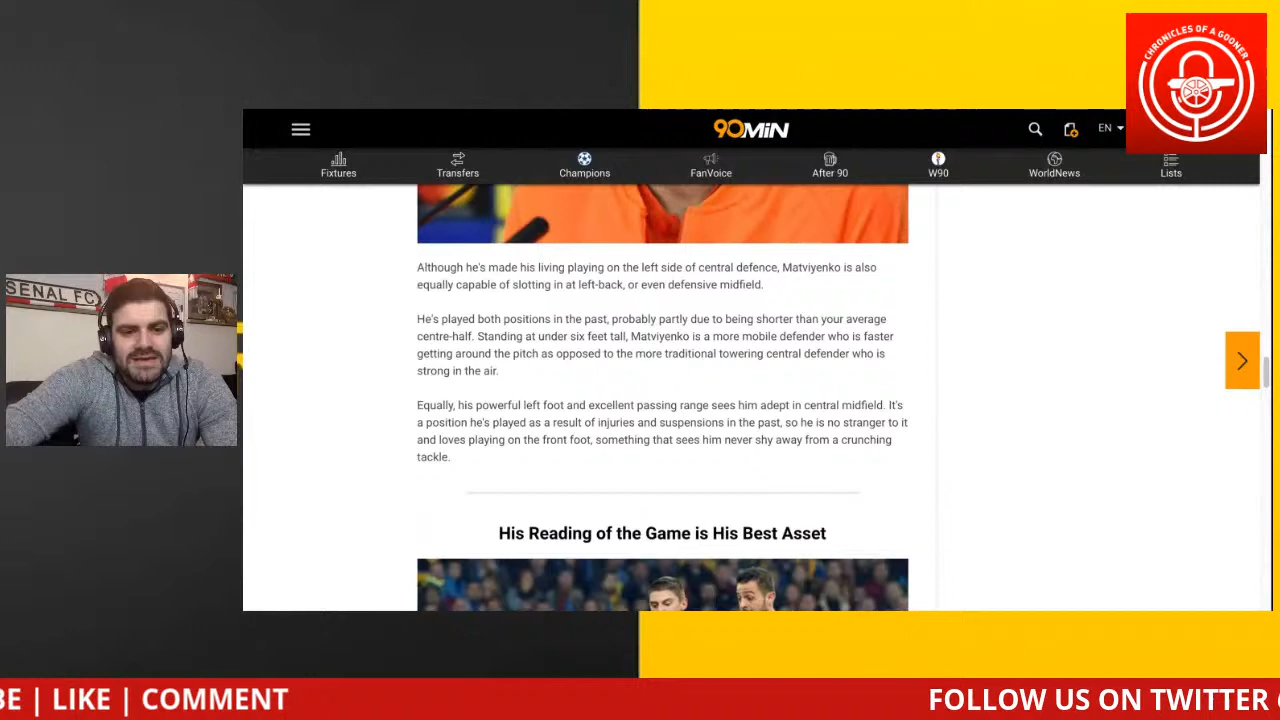 CHRONICLES OF A GOONER
90MiN
EN
Fixtures
Transfers
Champions
FanVoice
After 90
W90
WorldNews
Lists
Although he's made his living playing on the left side of central defence, Matviyenko is also
equally capable of slotting in at left-back, or even defensive midfield.
He's played both positions in the past, probably partly due to being shorter than your average
centre-half. Standing at under six feet tall, Matviyenko is a more mobile defender who is faster
getting around the pitch as opposed to the more traditional towering central defender who is
strong in the air.
Equally, his powerful left foot and excellent passing range sees him adept in central midfield. It's
a position he's played as a result of injuries and suspensions in the past, so he is no stranger to it
and loves playing on the front foot, something that sees him never shy away from a crunching
tackle.
His Reading of the Game is His Best Asset
SENAL FC
BE | LIKE | COMMENT
FOLLOW US ON TWITTER